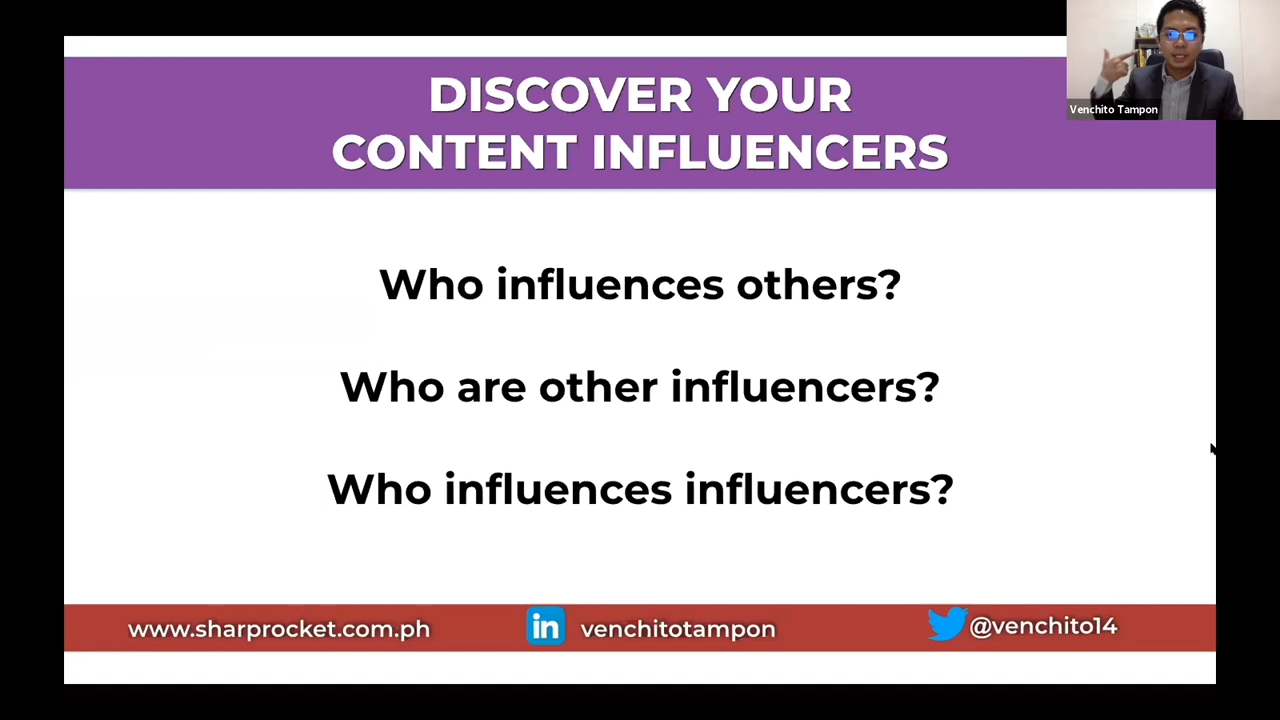 DISCOVER YOUR
CONTENT INFLUENCERS
Venchito Tampon
Who influences others?
Who are other influencers?
Who influences influencers?
www.sharprocket.com.ph
in venchitotampon
@venchito14